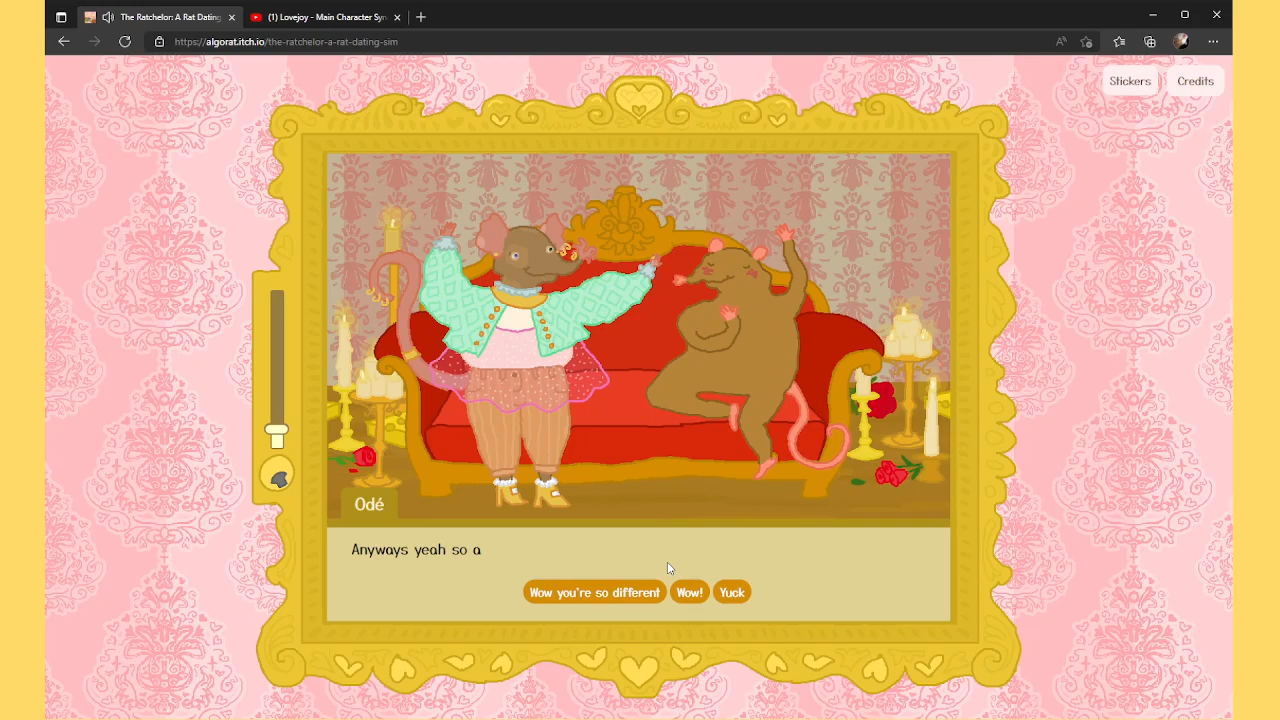 The Ratchelor: A Rat Dating
(1) Lovejoy - Main Character Syn
https://algorat.itch.io/the-ratchelor-a-rat-dating-sim
Stickers
Credits
Odé
Anyways yeah so a
Wow you're so different
Wow!
Yuck